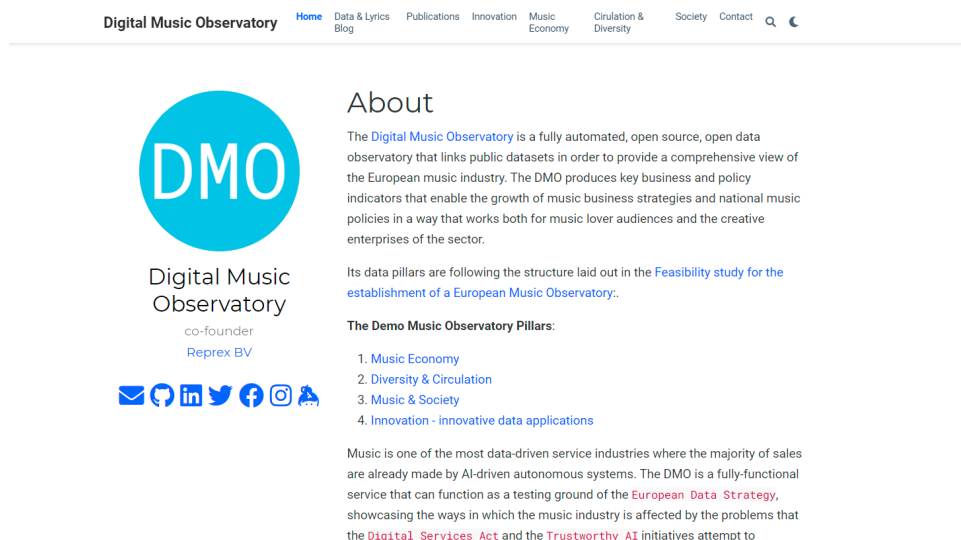 Digital Music Observatory
Home
Data & Lyrics
Blog
Publications
Innovation
Music
Economy
Cirulation &
Diversity
Society
Contact
DMO
Digital Music
Observatory
co-founder
Reprex BV
About
The Digital Music Observatory is a fully automated, open source, open data
observatory that links public datasets in order to provide a comprehensive view of
the European music industry. The DMO produces key business and policy
indicators that enable the growth of music business strategies and national music
policies in a way that works both for music lover audiences and the creative
enterprises of the sector.
Its data pillars are following the structure laid out in the Feasibility study for the
establishment of a European Music Observatory:.
The Demo Music Observatory Pillars:
1. Music Economy
2. Diversity & Circulation
3. Music & Society
4. Innovation - innovative data applications
Music is one of the most data-driven service industries where the majority of sales
are already made by AI-driven autonomous systems. The DMO is a fully-functional
service that can function as a testing ground of the European Data Strategy,
showcasing the ways in which the music industry is affected by the problems that
the Digital Services Act and the Trustworthy AI initiatives attempt to